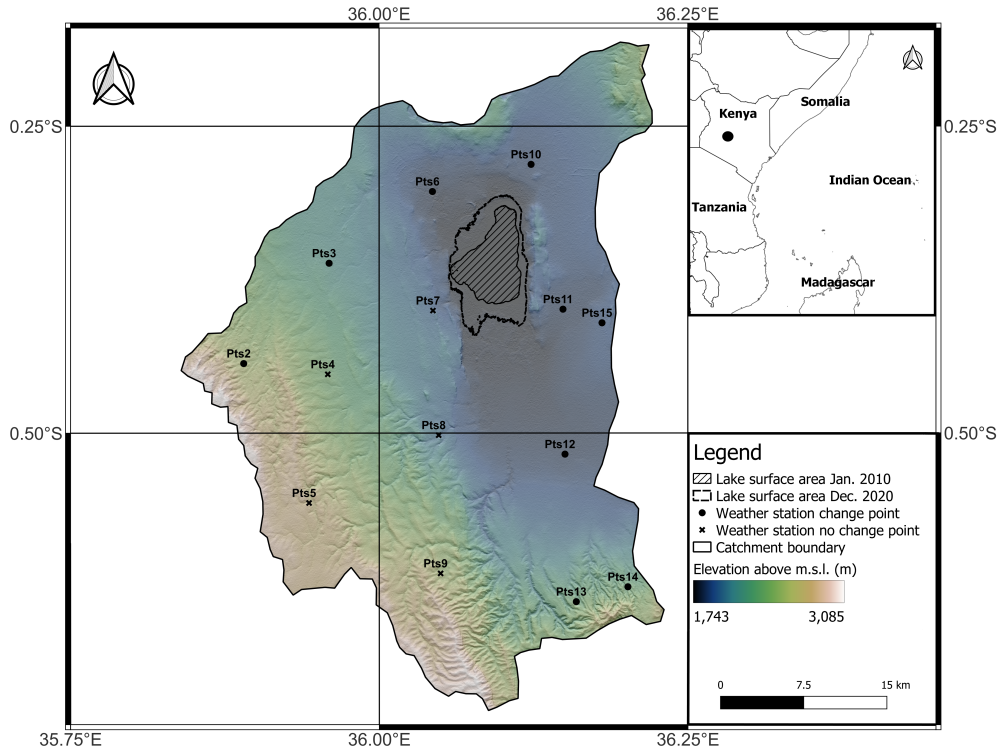 36.00°E
36.25°E
0.25°S
0.25°S
Somalia
Kenya
Indian Ocean
Tanzania
Madagascar
Pts10
Pts6
Pts3
Pts7
Pts11
Pts15
Pts2
Pts4
Pts8
0.50°S
0.50°S
Pts12
Pts5
Pts9
Pts14
Pts13
Legend
Lake surface area Jan. 2010
Lake surface area Dec. 2020
Weather station change point
Weather station no change point
Catchment boundary
Elevation above m.s.l. (m)
1,743
3,085
0
7.5
15 km
35.75°E
36.00°E
36.25°E